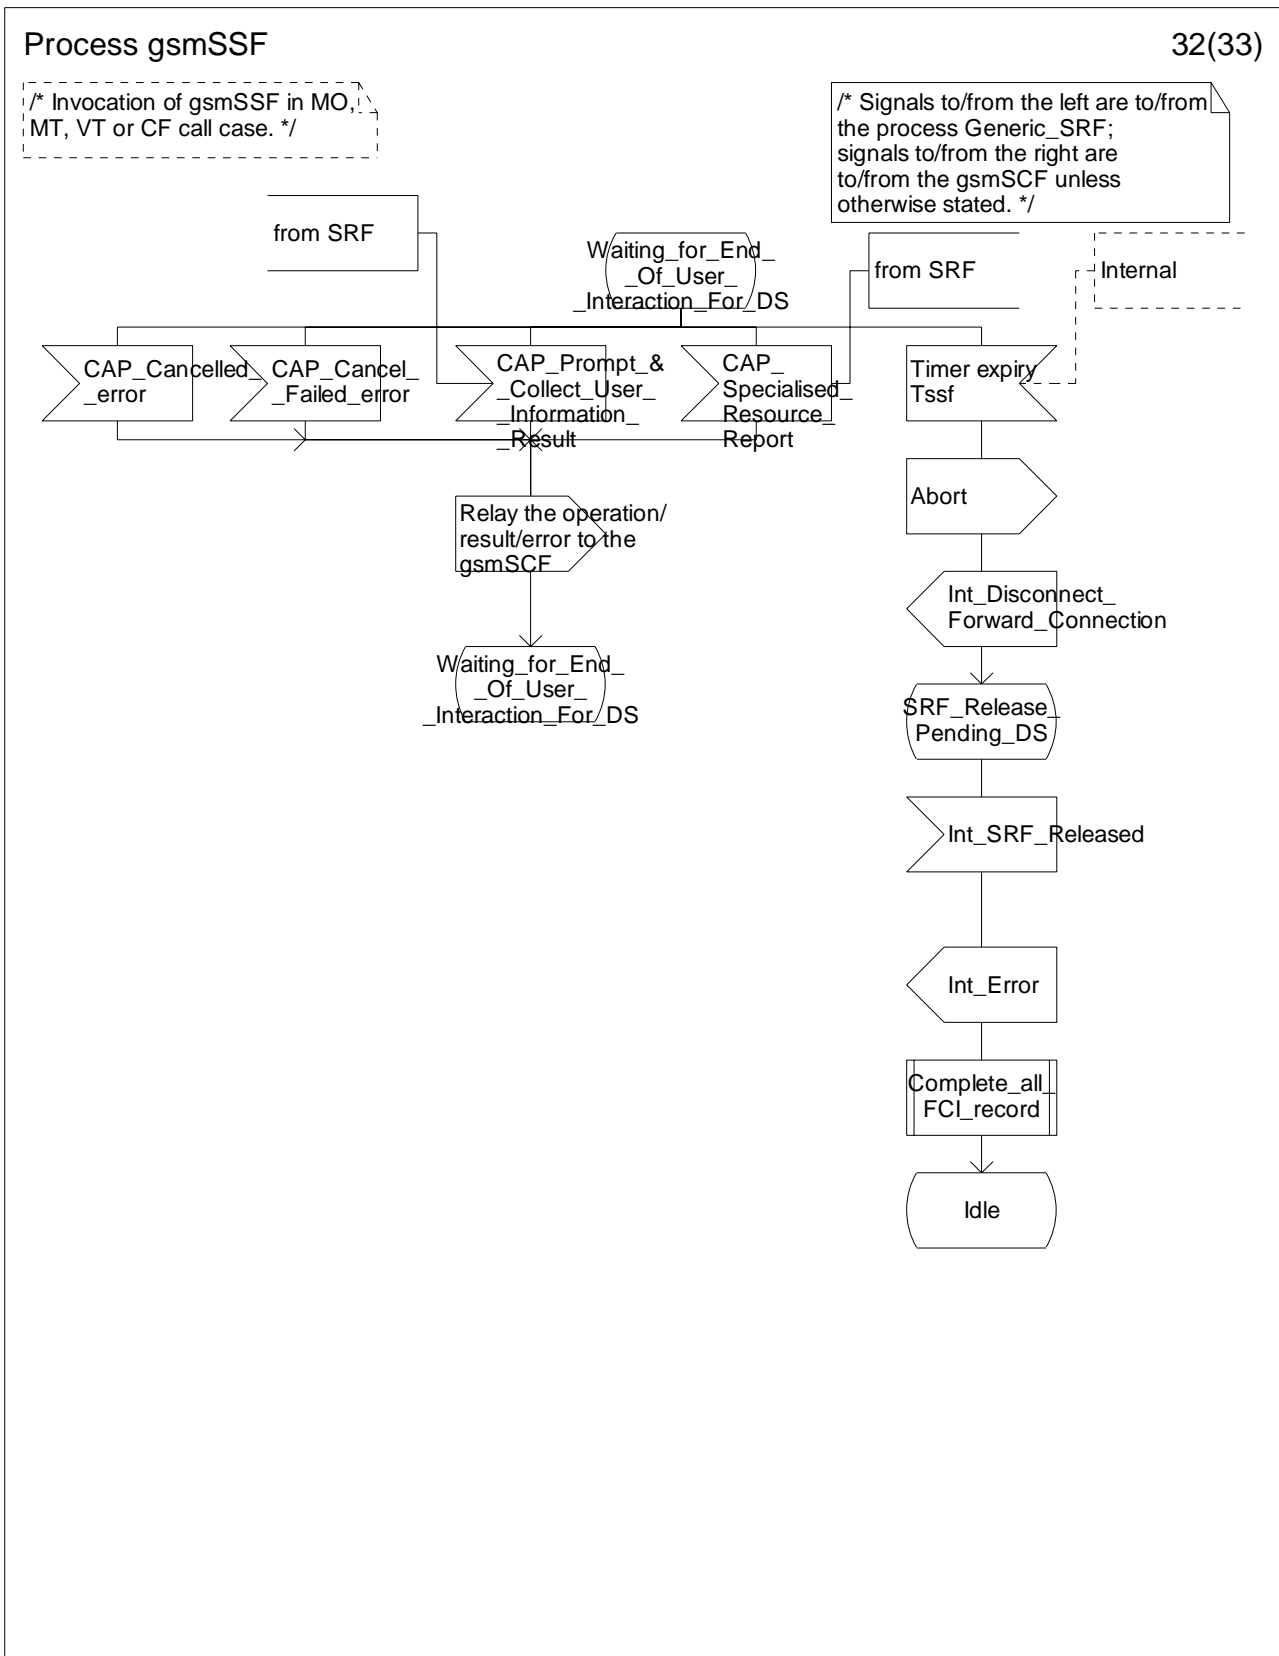 Process gsmSSF
32(33)
/* Invocation of gsmSSF in MO,
MT, VT or CF call case. */
/* Signals to/from the left are to/from
the process Generic_SRF;
signals to/from the right are
to/from the gsmSCF unless
otherwise stated. */
from SRF
Waiting_for_End_
_Of_User_
_Interaction_For_DS
from SRF
Internal
CAP_Cancelled_
_error
CAP_Cancel_
_Failed_error
CAP_Prompt_&
_Collect_User_
_Information_
_Result
CAP_
Specialised_
_Resource_
_Report
Timer expiry
Tssf
Abort
Relay the operation/
result/error to the
gsmSCF
Int_Disconnect_
Forward_Connection
Waiting_for_End_
_Of_User_
_Interaction_For_DS
SRF_Release_
Pending_DS
Int_SRF_Released
Int_Error
Complete_all_
FCI_record
Idle